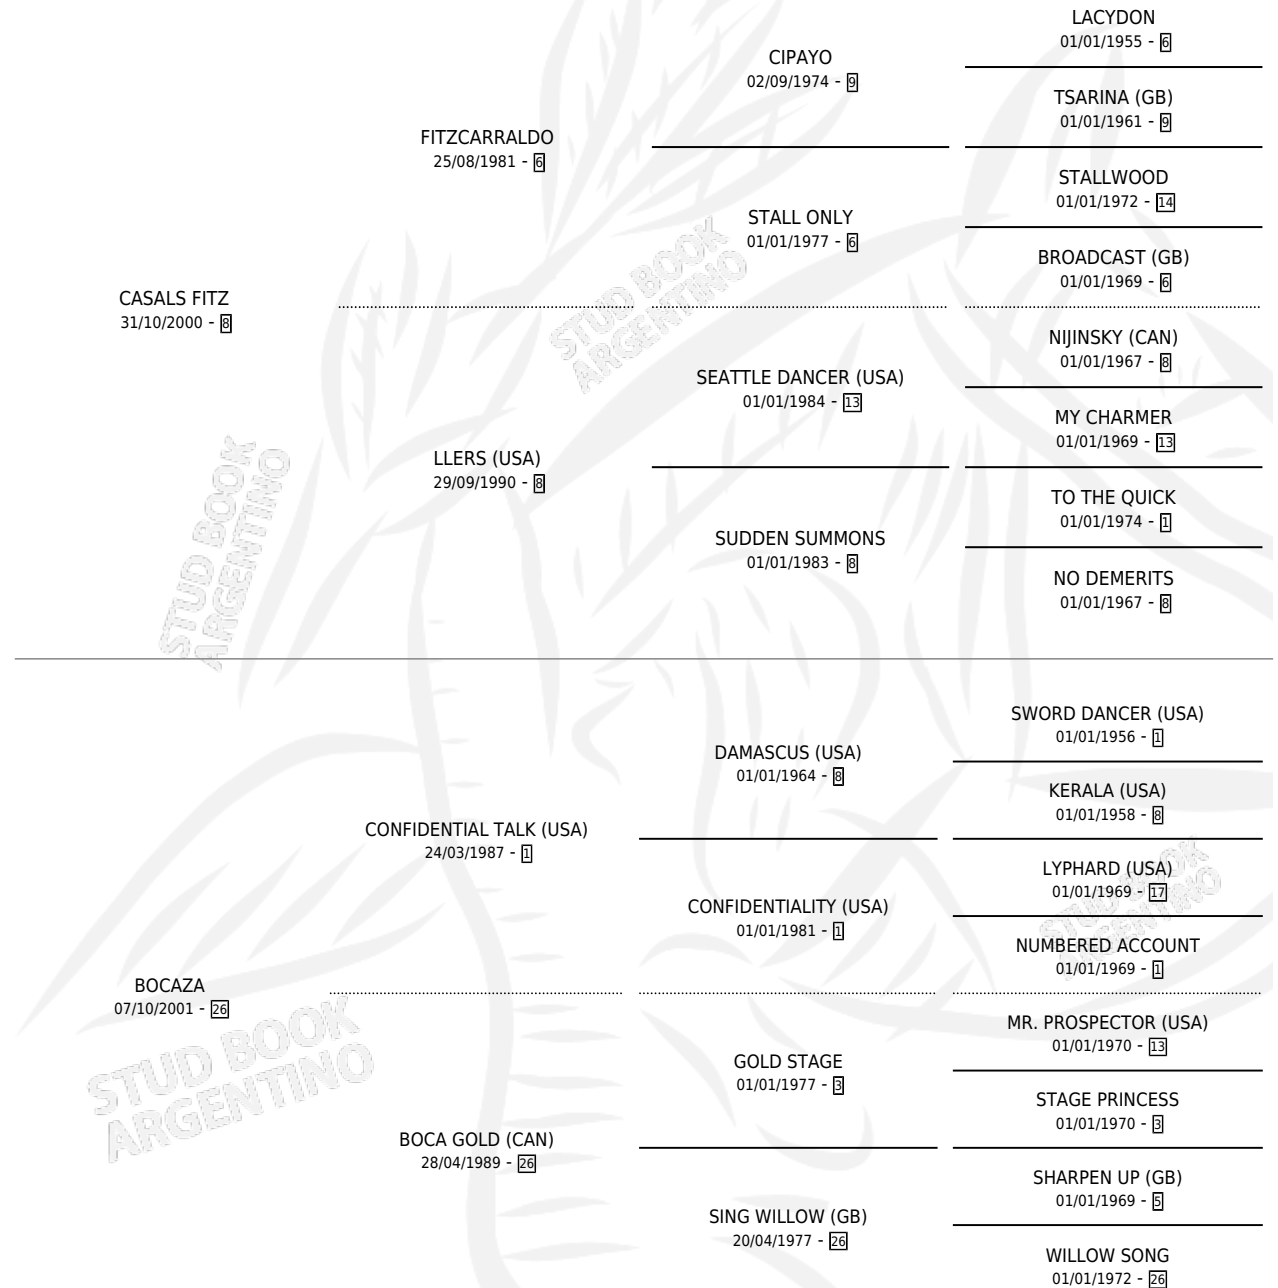 LACYDON
01/01/1955 - 6
CIPAYO
02/09/1974 - 9
TSARINA (GB)
01/01/1961 - 9
FITZCARRALDO
25/08/1981 - 6
STALLWOOD
01/01/1972 - 14
STALL ONLY
01/01/1977 - 6
BROADCAST (GB)
01/01/1969 - 6
CASALS FITZ
31/10/2000 - 8
NIJINSKY (CAN)
01/01/1967 - 8
SEATTLE DANCER (USA)
01/01/1984 - 13
MY CHARMER
01/01/1969 - 13
LLERS (USA)
29/09/1990 - 8
TO THE QUICK
01/01/1974 - 1
SUDDEN SUMMONS
01/01/1983 - 8
NO DEMERITS
01/01/1967 - 8
STUD BOOK
ARGENTINO
STUD BOOK
ARGENTINO
SWORD DANCER (USA)
01/01/1956 - 1
DAMASCUS (USA)
01/01/1964 - 8
KERALA (USA)
01/01/1958 - 8
CONFIDENTIAL TALK (USA)
24/03/1987 - 1
LYPHARD (USA)
01/01/1969 - 17
CONFIDENTIALITY (USA)
01/01/1981 - 1
NUMBERED ACCOUNT
01/01/1969 - 1
STUD BOOK
ARGENTINO
BOCAZA
07/10/2001 - 26
MR. PROSPECTOR (USA)
01/01/1970 - 13
GOLD STAGE
01/01/1977 - 3
STAGE PRINCESS
01/01/1970 - 3
STUD BOOK
ARGENTINO
BOCA GOLD (CAN)
28/04/1989 - 26
SHARPEN UP (GB)
01/01/1969 - 5
SING WILLOW (GB)
20/04/1977 - 26
WILLOW SONG
01/01/1972 - 26